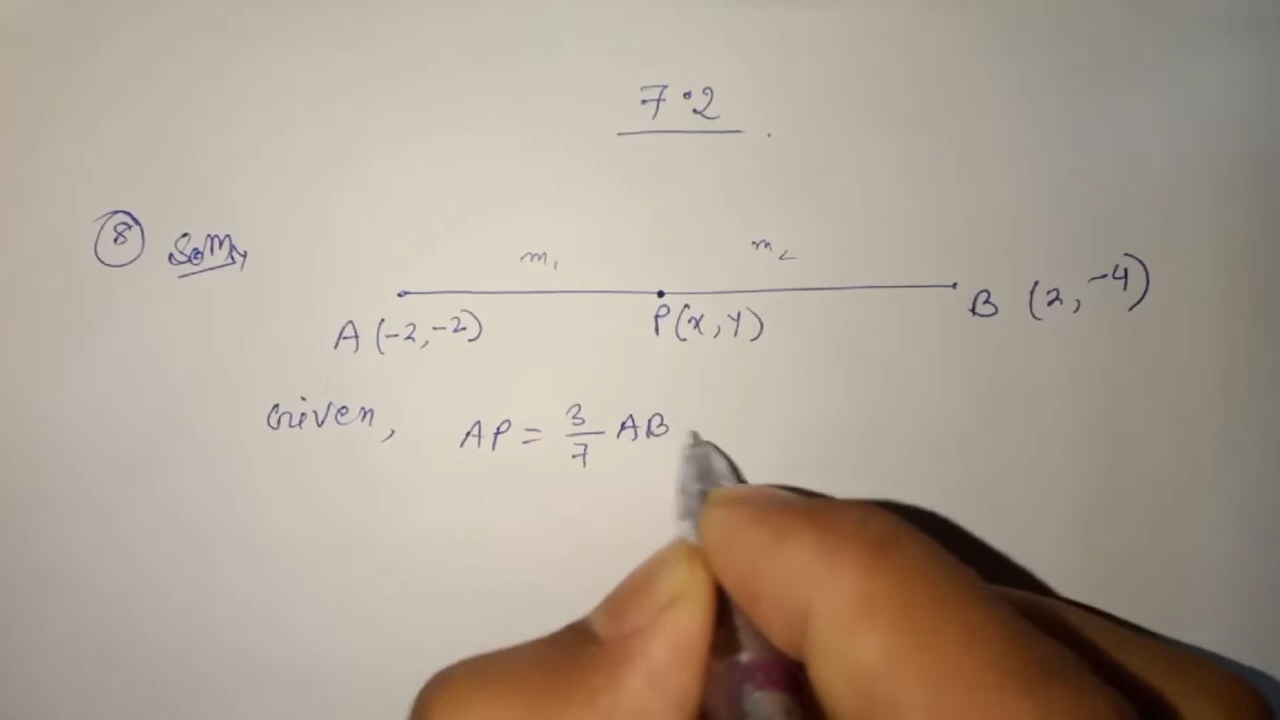 7.2
8 Soln
m1 m2
A (-2,-2) P(x,y) B (2,-4)
Given, AP = 3/7 AB